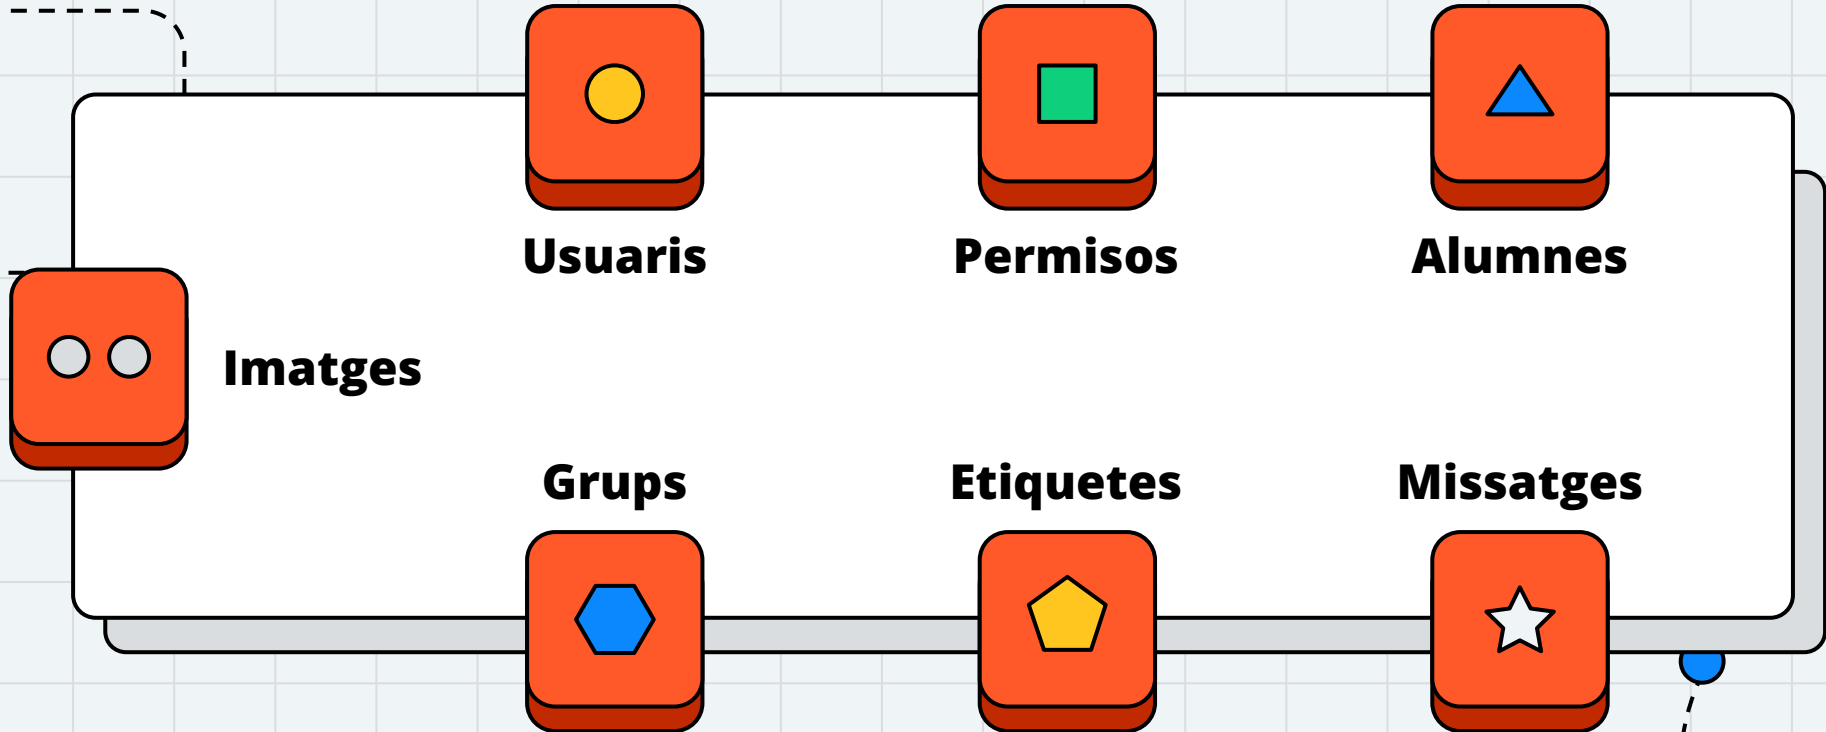 Usuaris
Permisos
Alumnes
Imatges
Grups
Etiquetes
Missatges